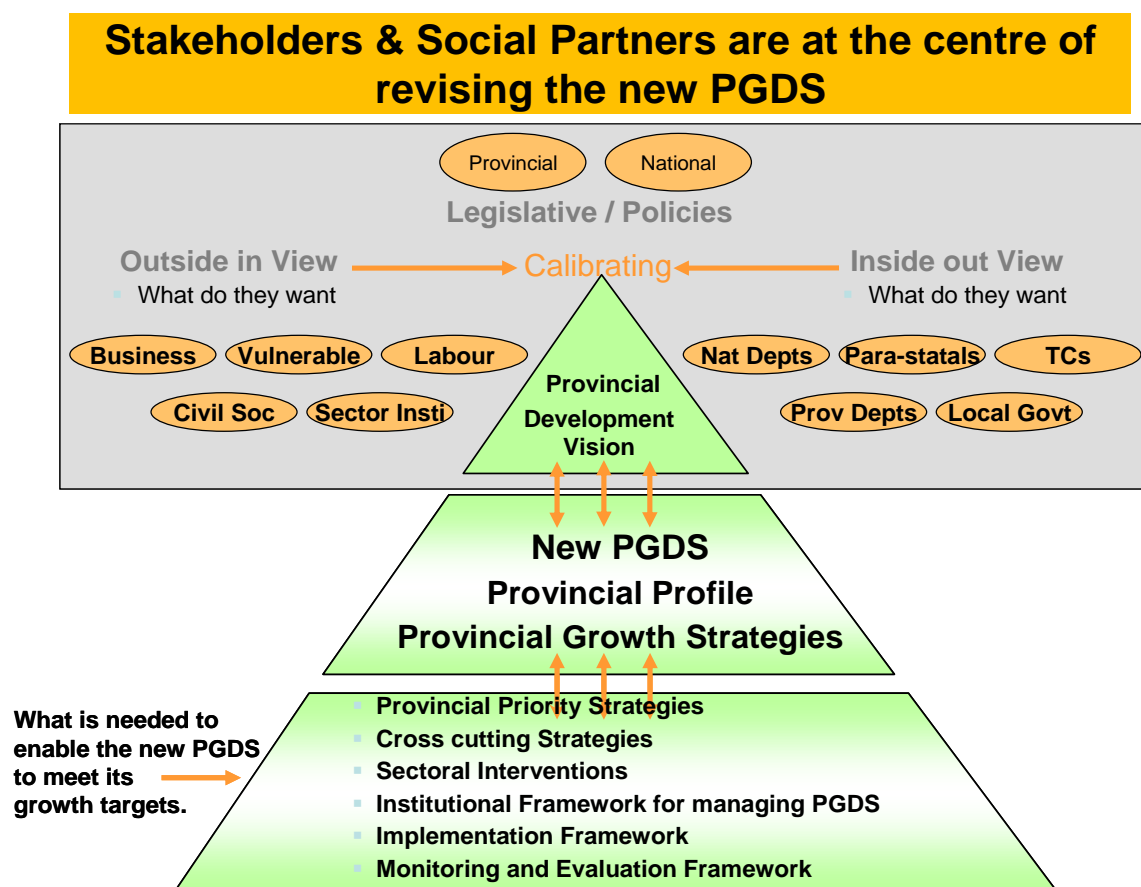 Stakeholders & Social Partners are at the centre of
revising the new PGDS
Provincial
National
Legislative / Policies
Outside in View
Calibrating
Inside out View
What do they want
What do they want
Business
Vulnerable
Labour
Nat Depts
Para-statals
TCs
Civil Soc
Sector Insti
Prov Depts
Local Govt
Provincial
Development
Vision
New PGDS
Provincial Profile
Provincial Growth Strategies
What is needed to
enable the new PGDS
to meet its
growth targets.
Provincial Priority Strategies
Cross cutting Strategies
Sectoral Interventions
Institutional Framework for managing PGDS
Implementation Framework
Monitoring and Evaluation Framework